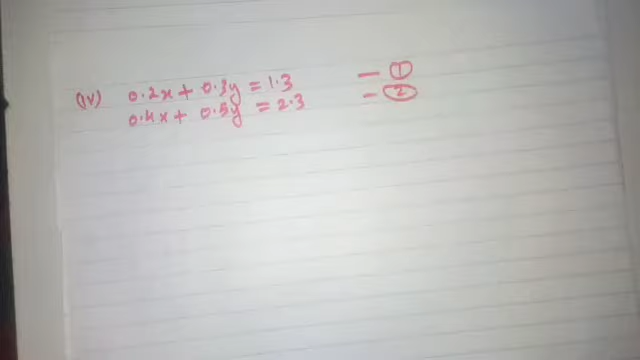 (iv) 0.2x + 0.3y = 1.3 — ①
0.4x + 0.5y = 2.3 — ②